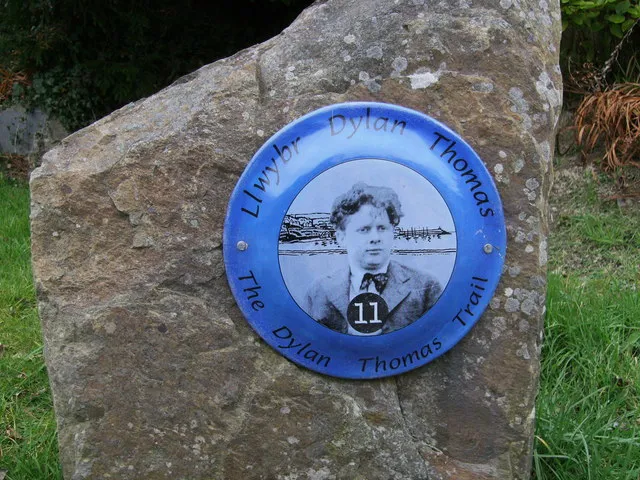 Llwybr Dylan Thomas
11
The Dylan Thomas Trail